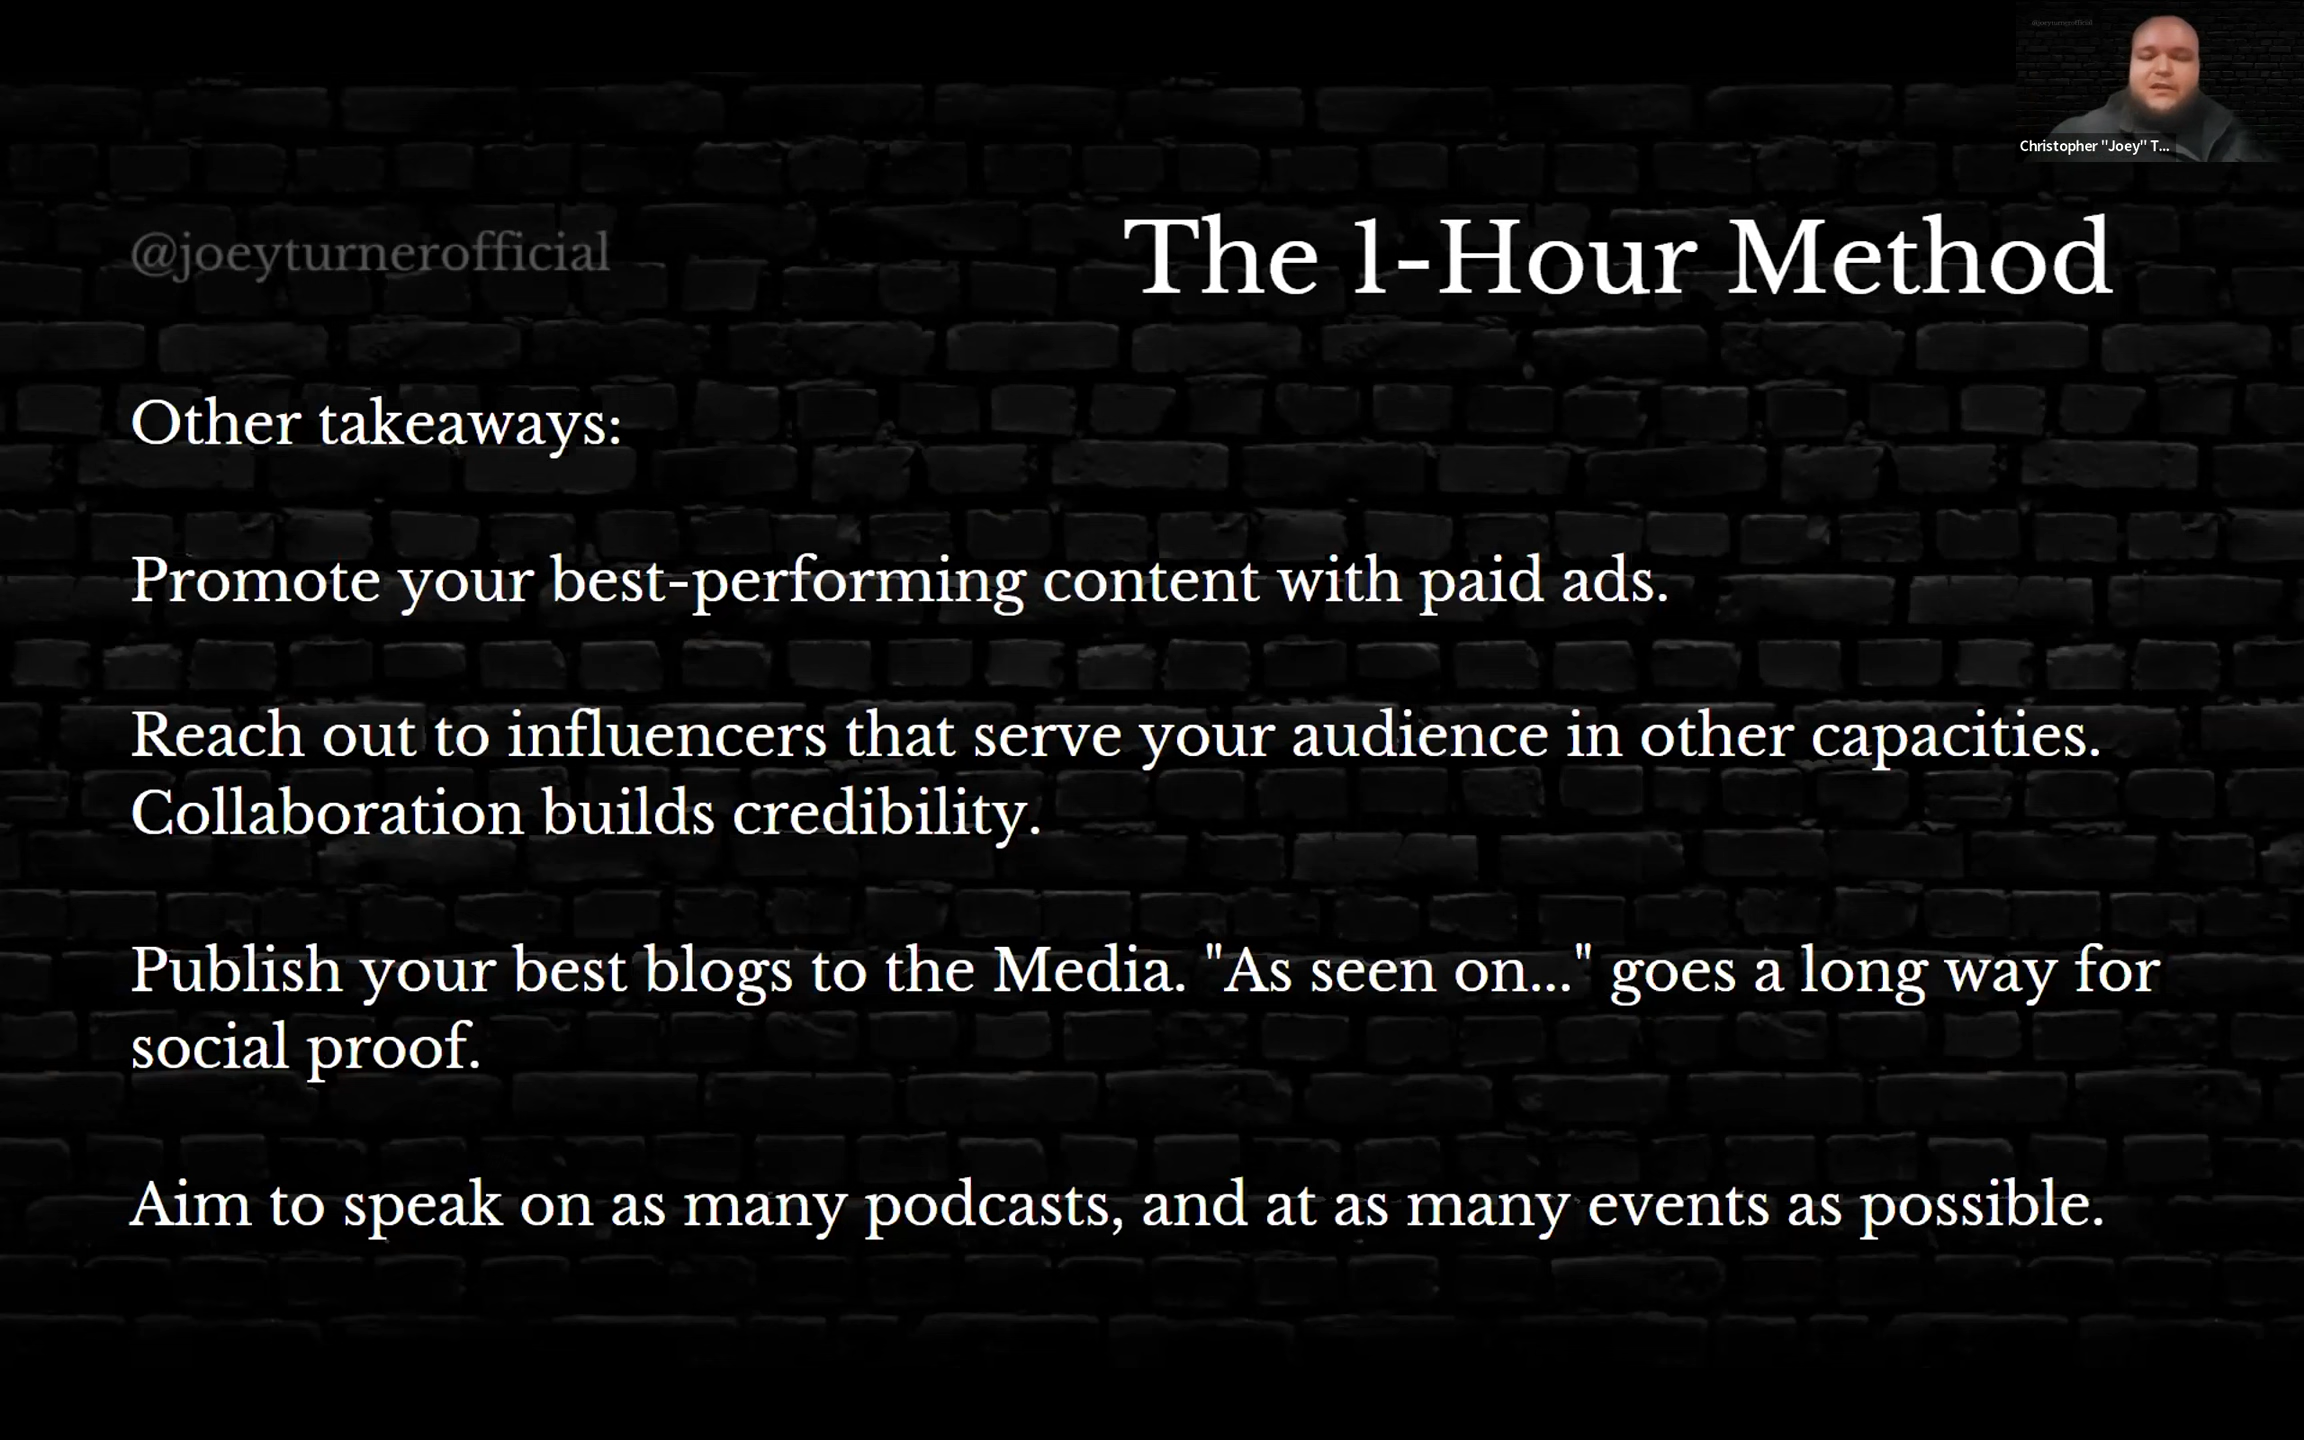 @joeyturnerofficial
Christopher "Joey" T...
@joeyturnerofficial
The 1-Hour Method
Other takeaways:
Promote your best-performing content with paid ads.
Reach out to influencers that serve your audience in other capacities.
Collaboration builds credibility.
Publish your best blogs to the Media. "As seen on..." goes a long way for
social proof.
Aim to speak on as many podcasts, and at as many events as possible.